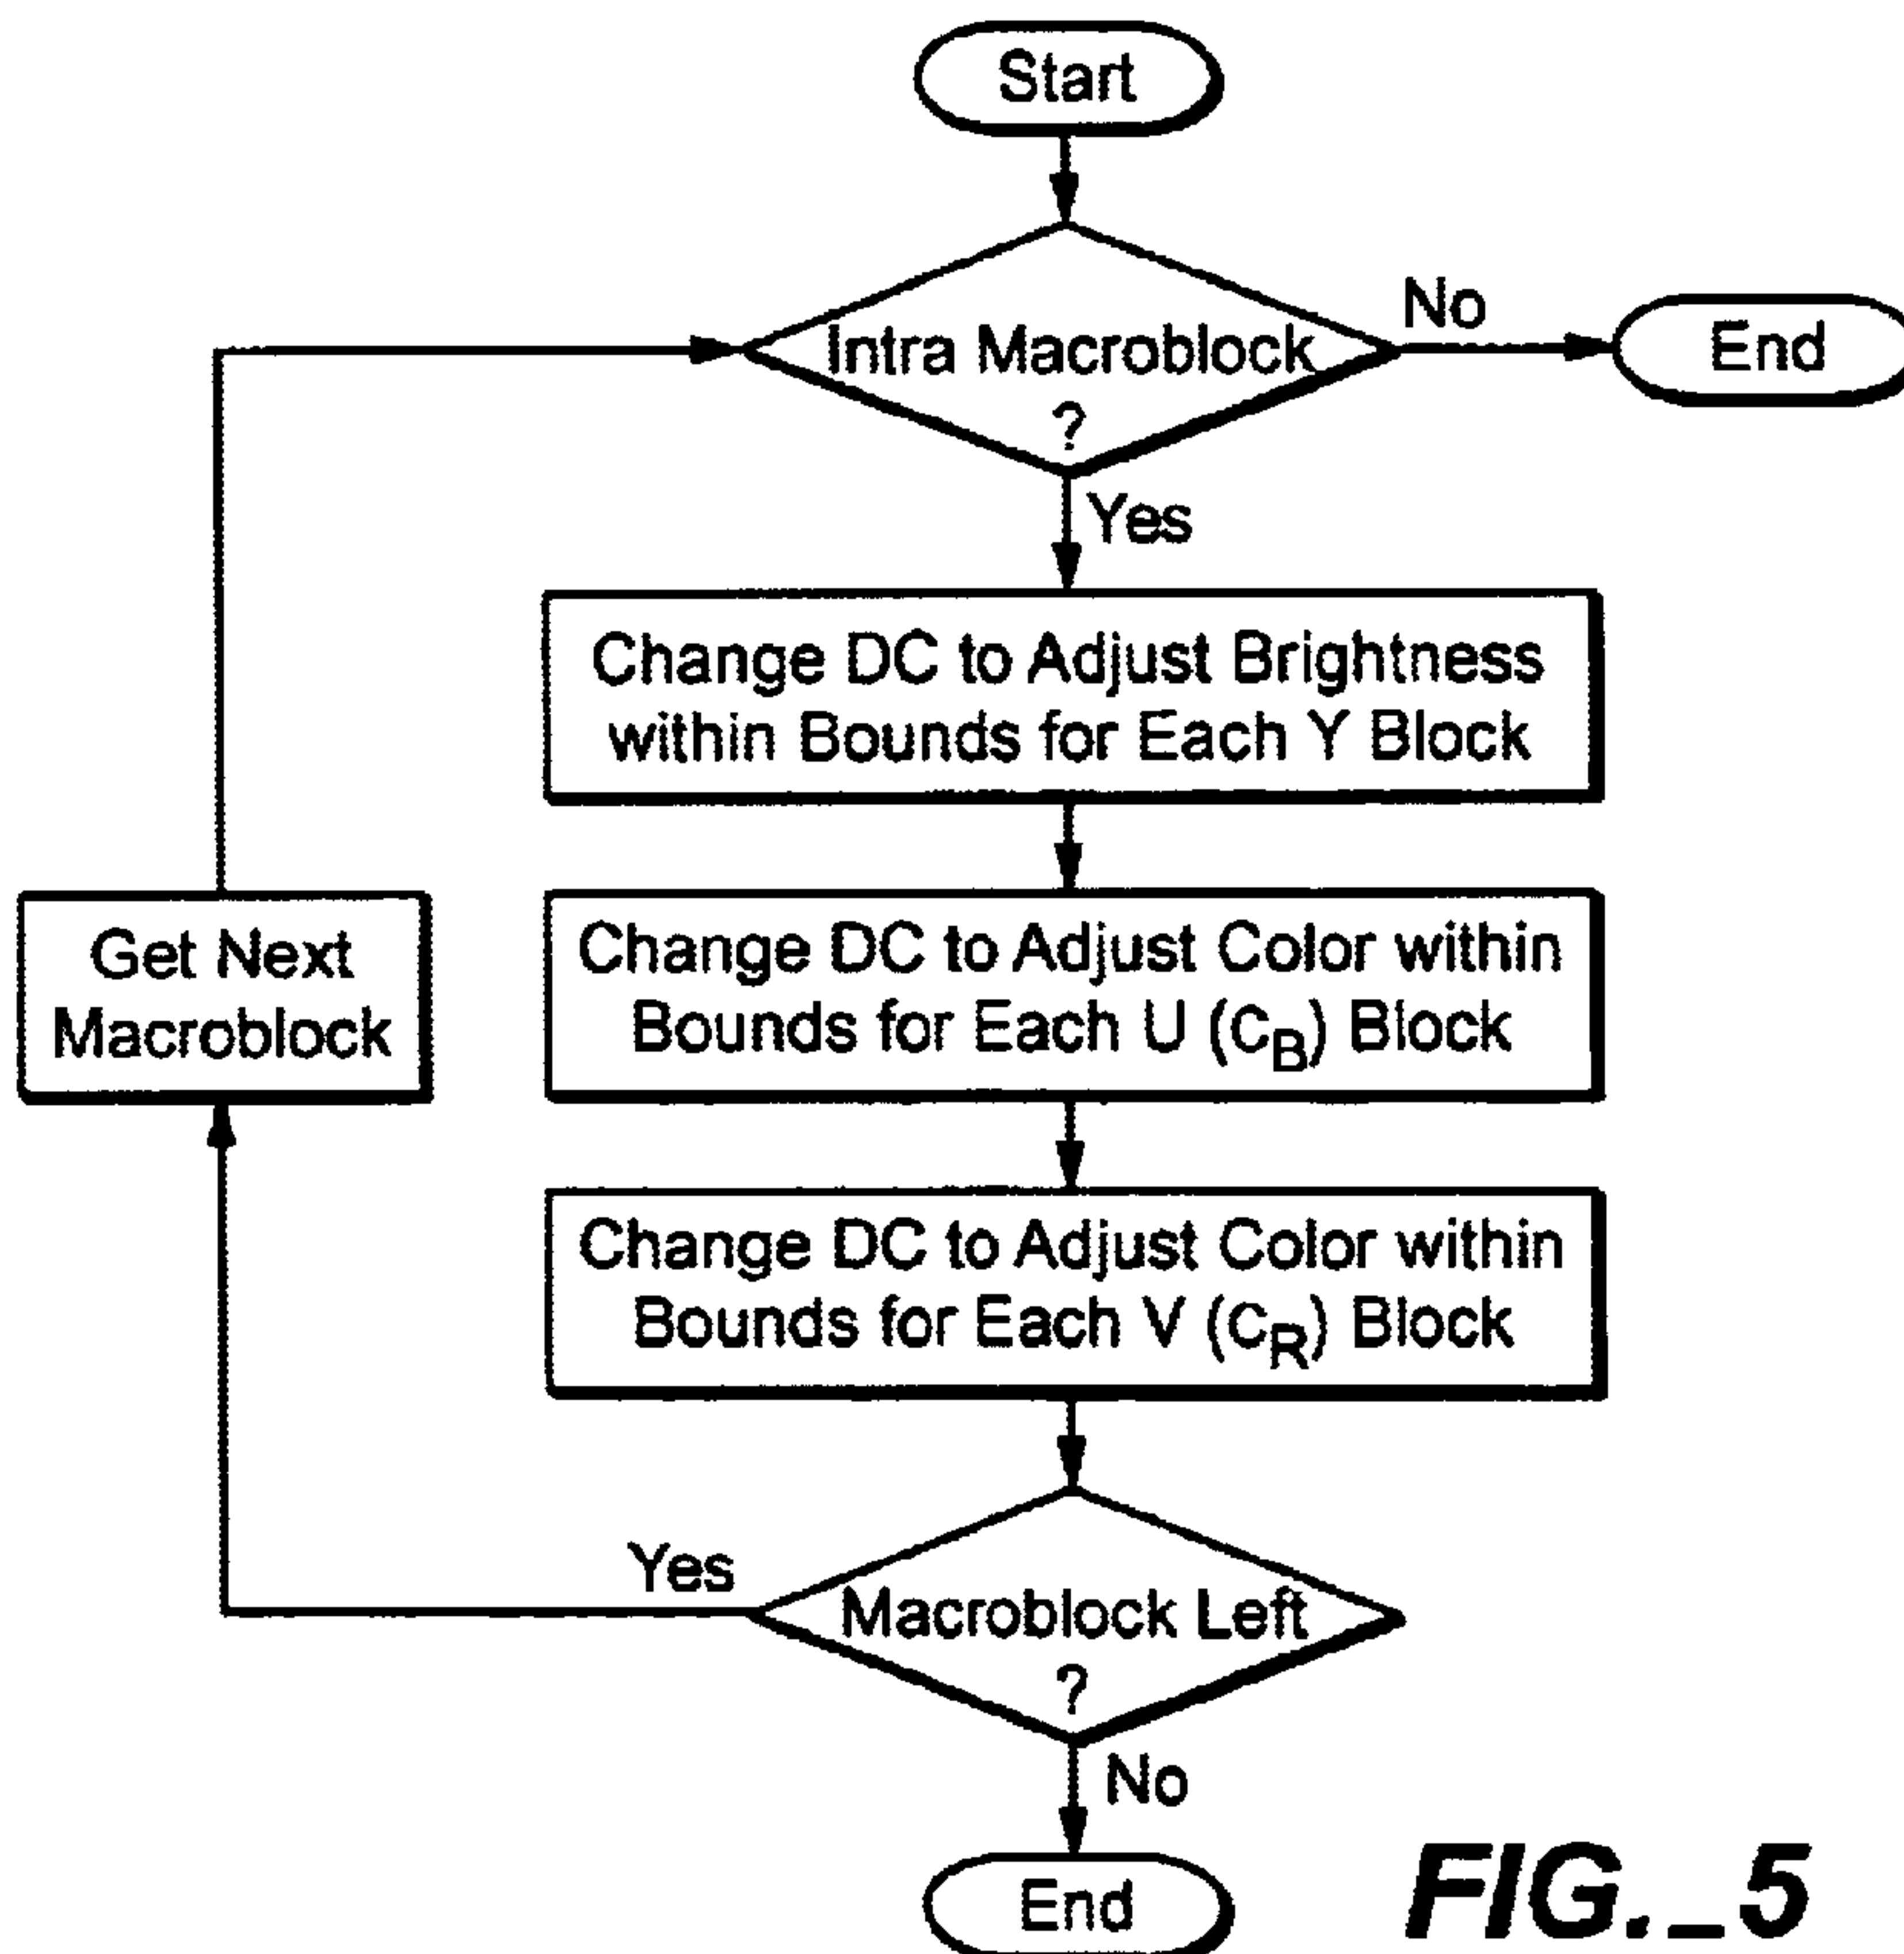 Start
Intra Macroblock
?
No
End
Yes
Change DC to Adjust Brightness
within Bounds for Each Y Block
Get Next
Macroblock
Change DC to Adjust Color within
Bounds for Each U (CB) Block
Change DC to Adjust Color within
Bounds for Each V (CR) Block
Yes
Macroblock Left
?
No
End
FIG._5